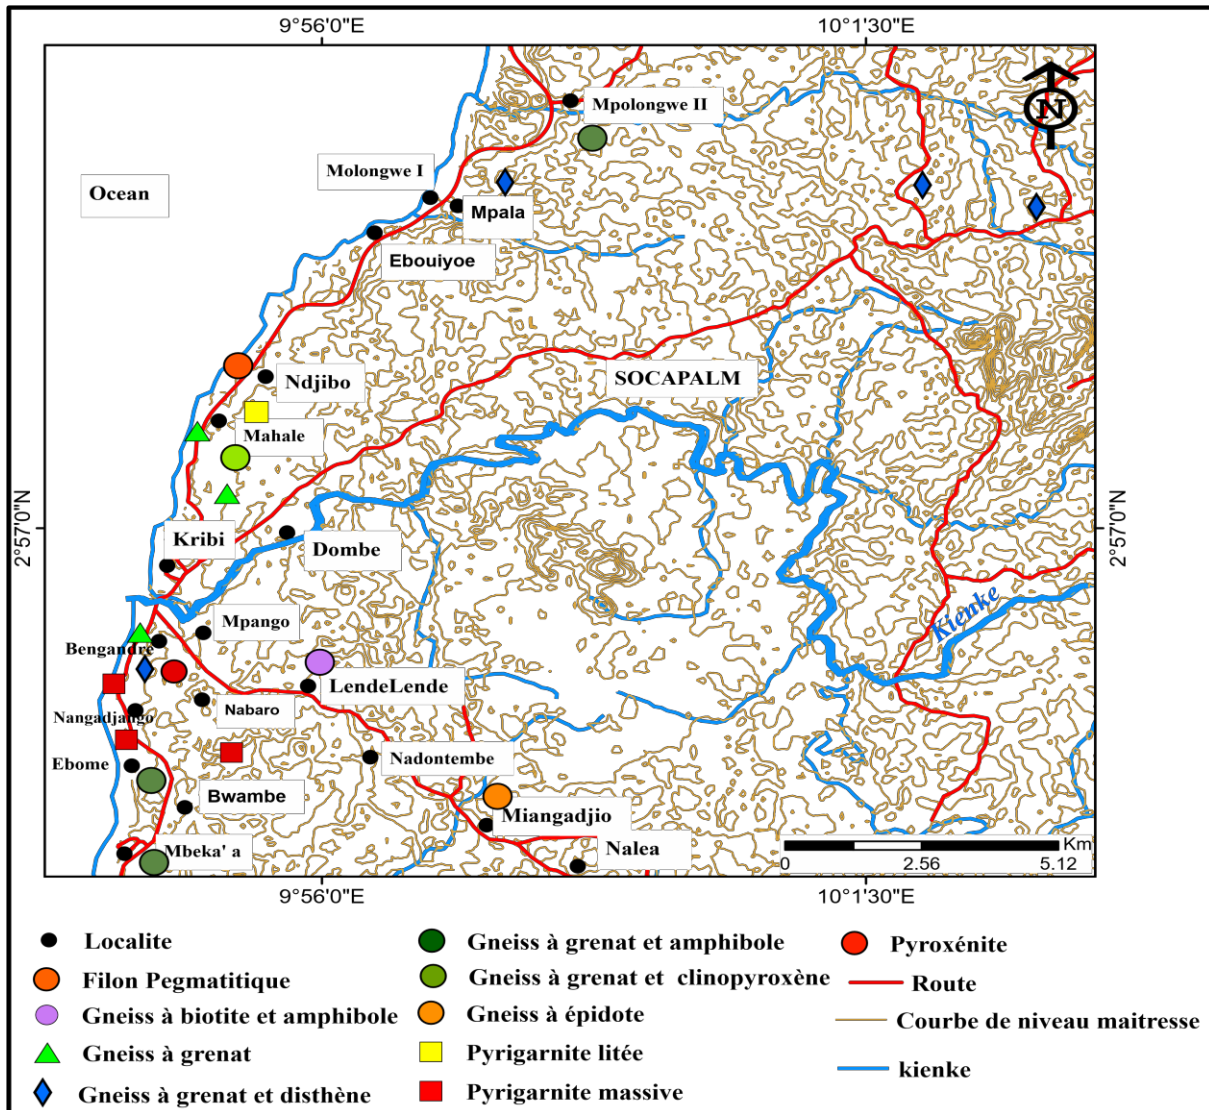 9°56'0"E
10°1'30"E
N
Mpolongwe II
Molongwe I
Ocean
Mpala
Ebouiyoe
Ndjibo
SOCAPALM
Mahale
2°57'0"N
2°57'0"N
Kribi
Dombe
Kienke
Mpango
Bengandre
LendeLende
Nabaro
Nangadjango
Ebome
Nadontembe
Bwambe
Miangadjio
Mbeka' a
Nalea
Km
0
2.56
5.12
9°56'0"E
10°1'30"E
Localite
Filon Pegmatitique
Gneiss à biotite et amphibole
Gneiss à grenat
Gneiss à grenat et disthène
Gneiss à grenat et amphibole
Gneiss à grenat et clinopyroxène
Gneiss à épidote
Pyrigarnite litée
Pyrigarnite massive
Pyroxénite
Route
Courbe de niveau maitresse
kienke